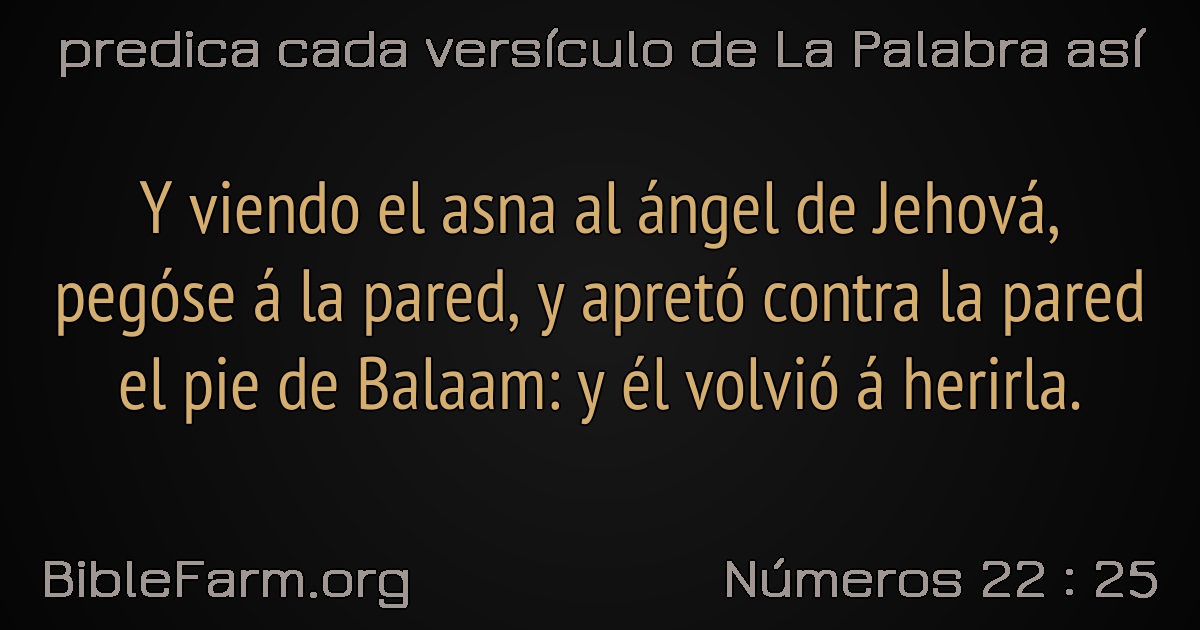 predica cada versículo de La Palabra así
Y viendo el asna al ángel de Jehová,
pegóse á la pared, y apretó contra la pared
el pie de Balaam: y él volvió á herirla.
BibleFarm.org
Números 22 : 25